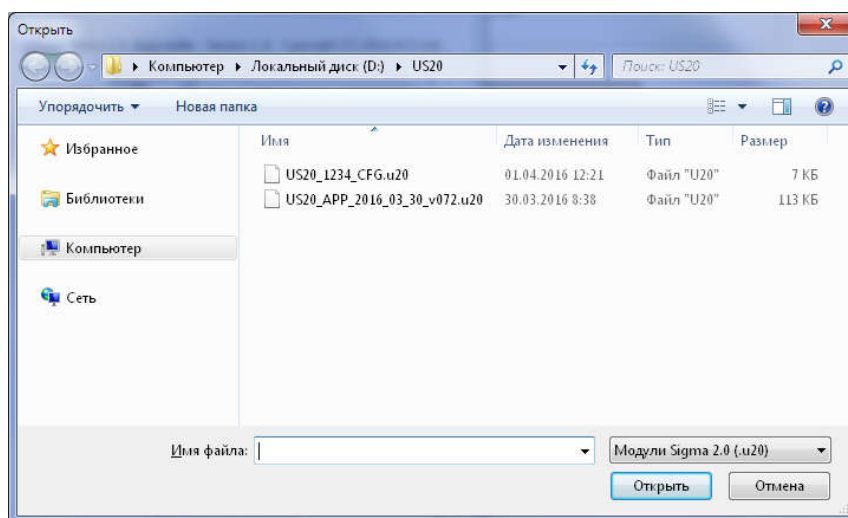 Открыть
Компьютер ▸ Локальный диск (D:) ▸ US20
Поиск: US20
Упорядочить ▾ Новая папка
Избранное
Библиотеки
Компьютер
Сеть
Имя Дата изменения Тип Размер
US20_1234_CFG.u20 01.04.2016 12:21 Файл "U20" 7 КБ
US20_APP_2016_03_30_v072.u20 30.03.2016 8:38 Файл "U20" 113 КБ
Имя файла:
Модули Sigma 2.0 (.u20)
Открыть Отмена